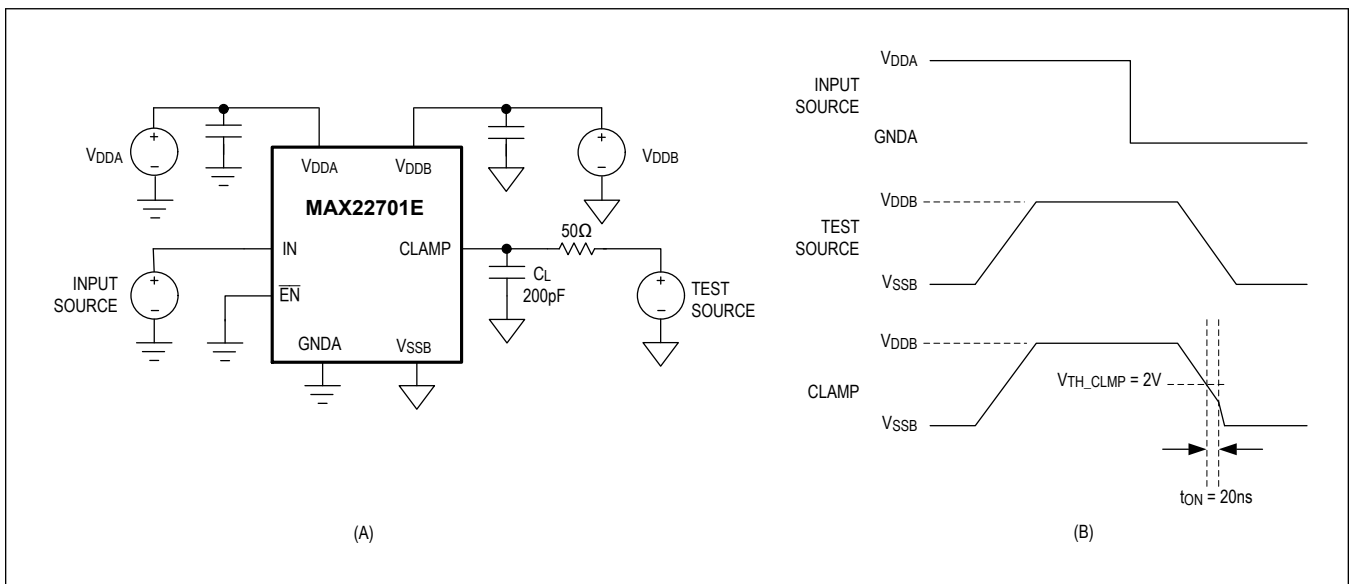 VDDA
+
−
VDDA
VDDB
+
−
VDDB
MAX22701E
INPUT
SOURCE
+
−
IN
EN
GNDA
VSSB
CLAMP
CL
200pF
50Ω
+
−
TEST
SOURCE
(A)
INPUT
SOURCE
VDDA
GNDA
TEST
SOURCE
VDDB
VSSB
CLAMP
VDDB
VTH_CLMP = 2V
VSSB
tON = 20ns
(B)